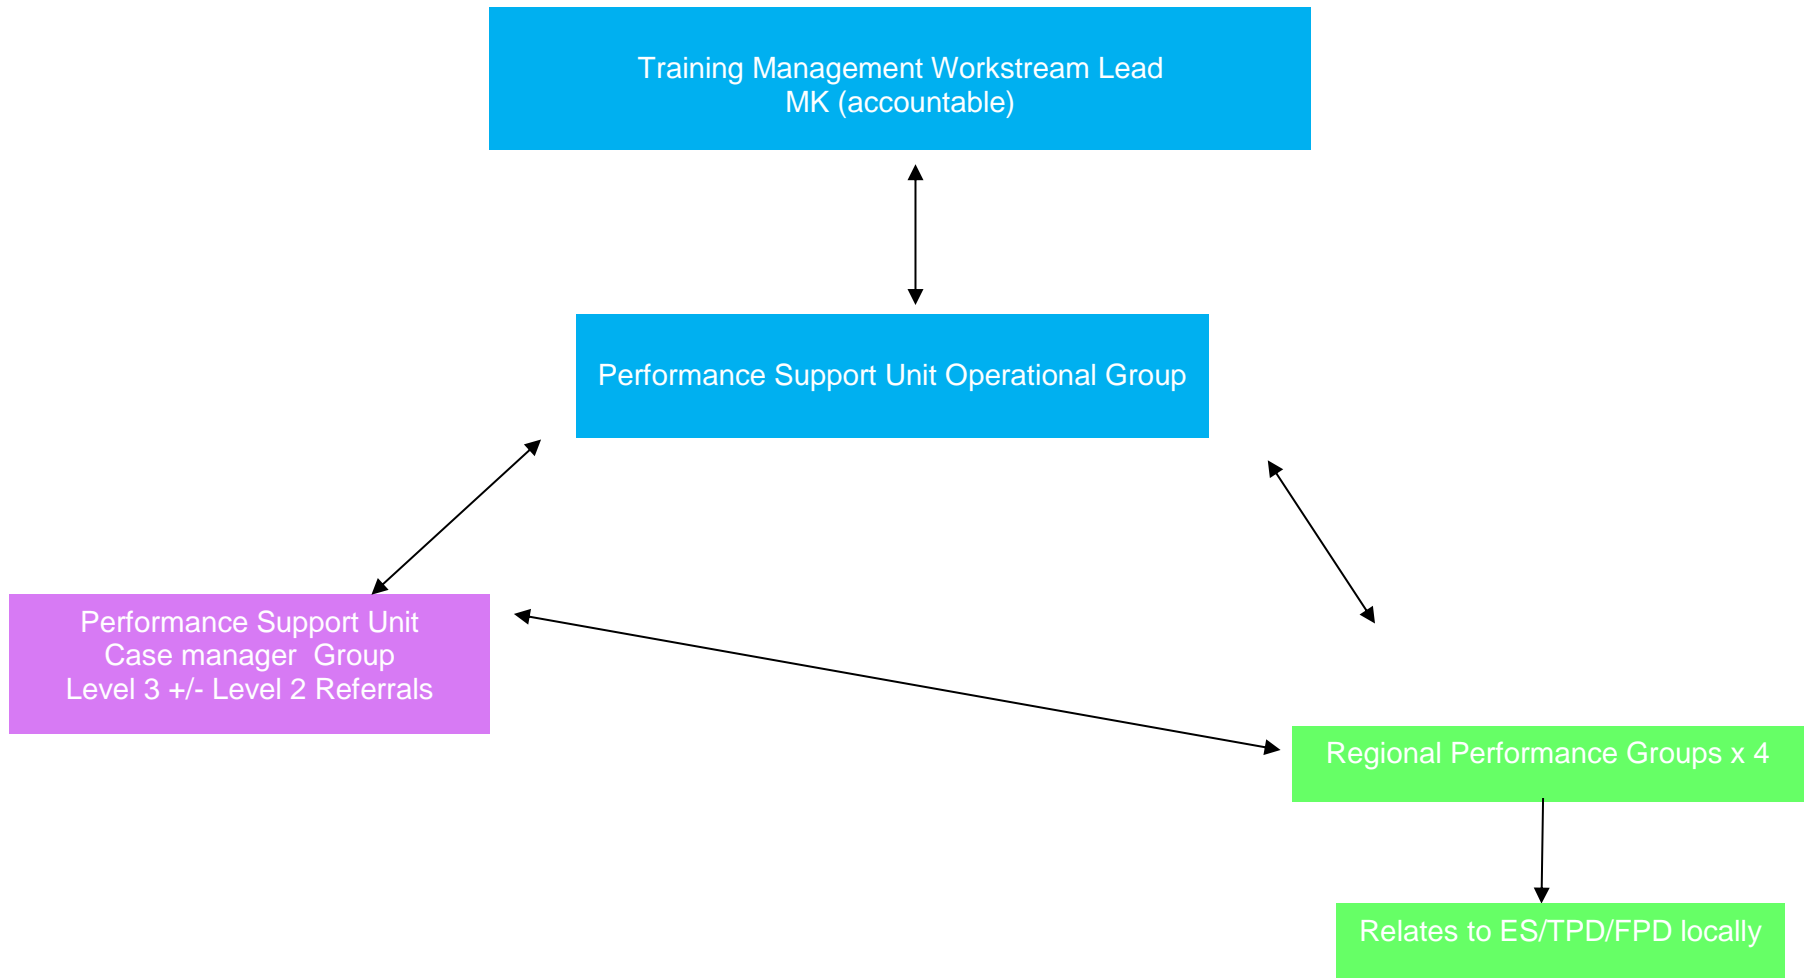 Training Management Workstream Lead
MK (accountable)
Performance Support Unit Operational Group
Performance Support Unit
Case manager  Group
Level 3 +/- Level 2 Referrals
Regional Performance Groups x 4
Relates to ES/TPD/FPD locally